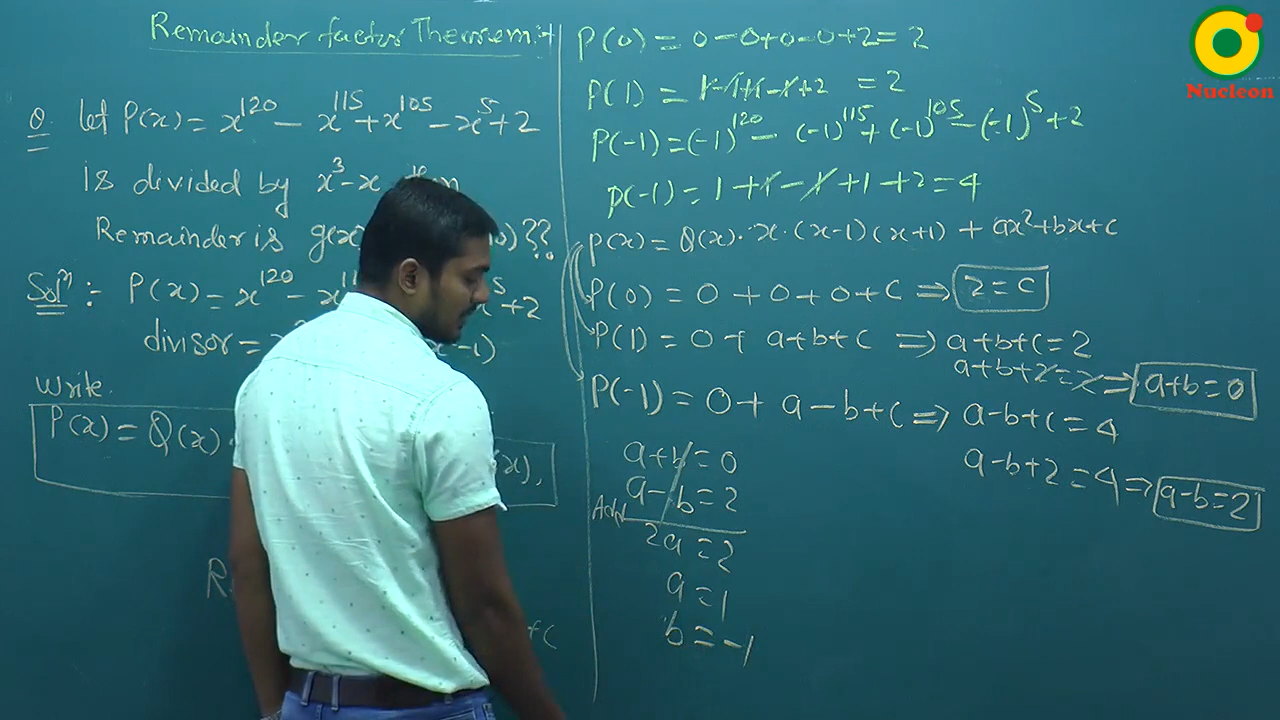 Remainder factor Theorem:-
Q. let P(x) = x^120 - x^115 + x^105 - x^5 + 2
is divided by x^3 - x
Remainder is g(x) ) ??
Sol^n :- P(x) = x^120 - x^11 x^5 + 2
divisor = x-1)
Write
P(x) = Q(x) . (x),
R
of C
P(0) = 0 - 0 + 0 - 0 + 2 = 2
P(1) = 1 - 1 + 1 - 1 + 2 = 2
P(-1) = (-1)^120 - (-1)^115 + (-1)^105 - (-1)^5 + 2
P(-1) = 1 + 1 - 1 + 1 + 2 = 4
P(x) = Q(x) . x . (x-1) (x+1) + ax^2 + bx + c
P(0) = 0 + 0 + 0 + C ⇒ 2 = C
P(1) = 0 + a + b + c ⇒ a + b + c = 2
a + b + 2 = 2 ⇒ a + b = 0
P(-1) = 0 + a - b + c ⇒ a - b + c = 4
a - b + 2 = 4 ⇒ a - b = 2
a + b = 0
Add a - b = 2
2a = 2
a = 1
b = -1
Nucleon